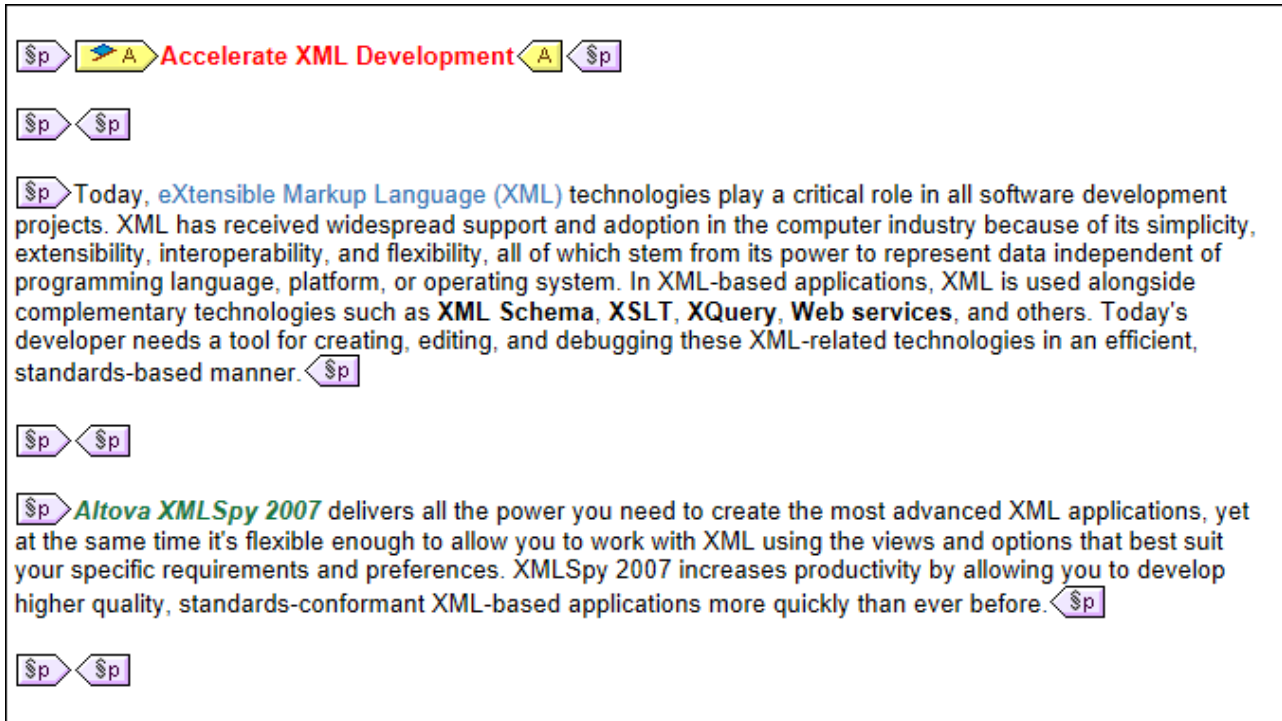 §p A Accelerate XML Development A §p
§p §p
§p Today, eXtensible Markup Language (XML) technologies play a critical role in all software development
projects. XML has received widespread support and adoption in the computer industry because of its simplicity,
extensibility, interoperability, and flexibility, all of which stem from its power to represent data independent of
programming language, platform, or operating system. In XML-based applications, XML is used alongside
complementary technologies such as XML Schema, XSLT, XQuery, Web services, and others. Today's
developer needs a tool for creating, editing, and debugging these XML-related technologies in an efficient,
standards-based manner. §p
§p §p
§p Altova XMLSpy 2007 delivers all the power you need to create the most advanced XML applications, yet
at the same time it's flexible enough to allow you to work with XML using the views and options that best suit
your specific requirements and preferences. XMLSpy 2007 increases productivity by allowing you to develop
higher quality, standards-conformant XML-based applications more quickly than ever before. §p
§p §p